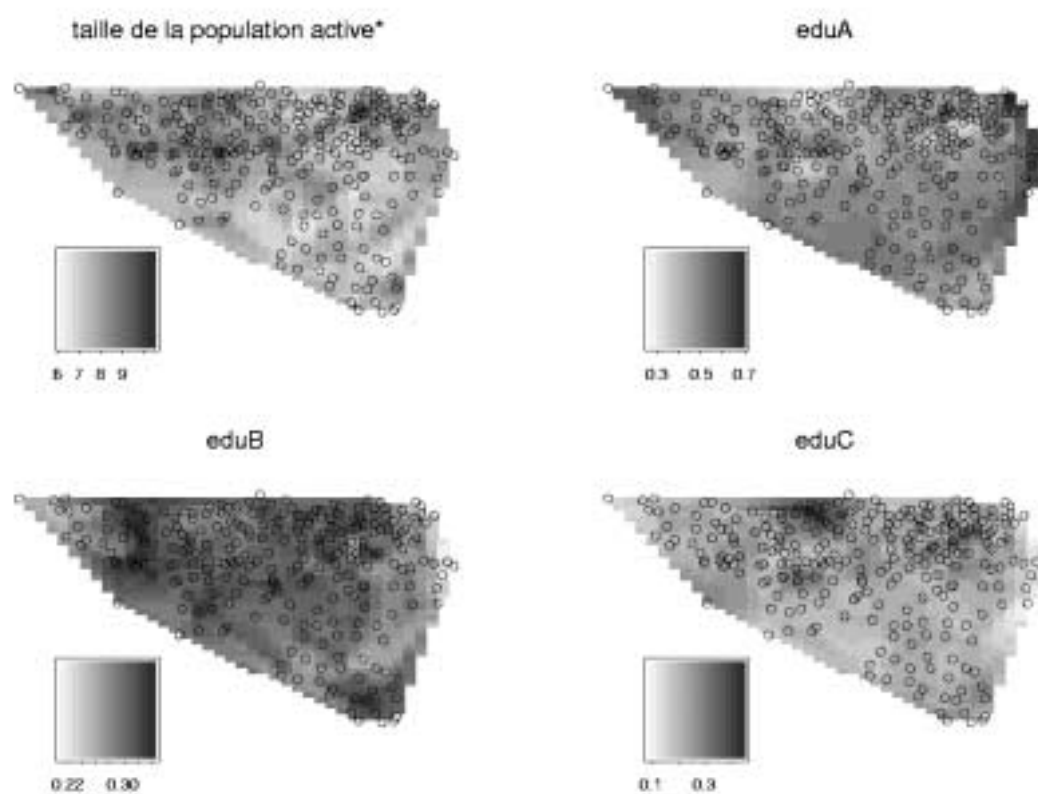 taille de la population active*
eduA
6 7 8 9
0.3 0.5 0.7
eduB
eduC
0.22 0.30
0.1 0.3